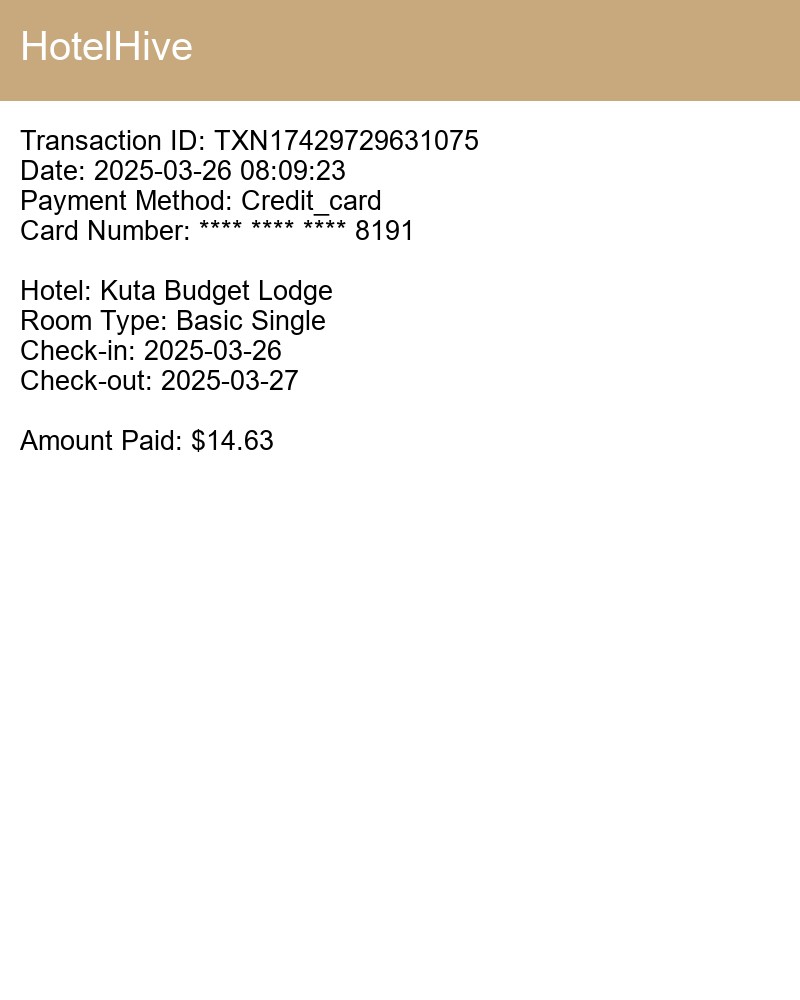 HotelHive
Transaction ID: TXN17429729631075
Date: 2025-03-26 08:09:23
Payment Method: Credit_card
Card Number: **** **** **** 8191
Hotel: Kuta Budget Lodge
Room Type: Basic Single
Check-in: 2025-03-26
Check-out: 2025-03-27
Amount Paid: $14.63